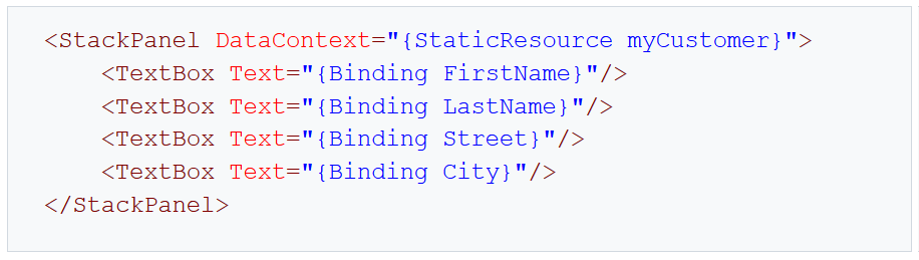 <StackPanel DataContext="{StaticResource myCustomer}">
    <TextBox Text="{Binding FirstName}"/>
    <TextBox Text="{Binding LastName}"/>
    <TextBox Text="{Binding Street}"/>
    <TextBox Text="{Binding City}"/>
</StackPanel>